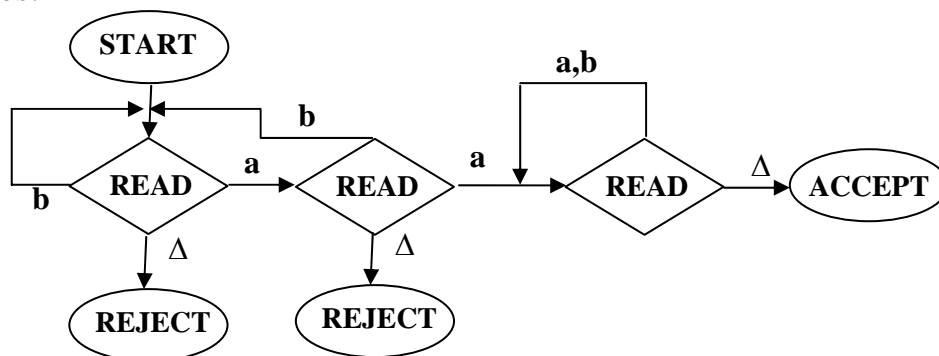 START
a,b
b
b READ a READ a READ Δ ACCEPT
Δ Δ
REJECT REJECT